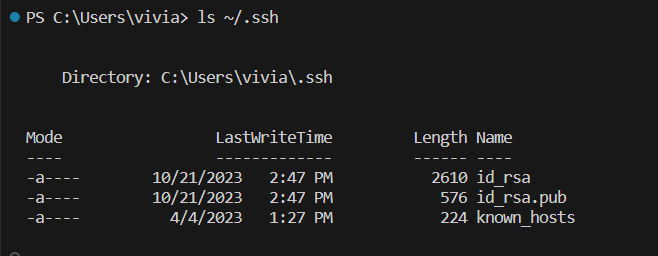 PS C:\Users\vivia> ls ~/.ssh
Directory: C:\Users\vivia\.ssh
Mode LastWriteTime Length Name
---- ------------- ------ ----
-a---- 10/21/2023 2:47 PM 2610 id_rsa
-a---- 10/21/2023 2:47 PM 576 id_rsa.pub
-a---- 4/4/2023 1:27 PM 224 known_hosts